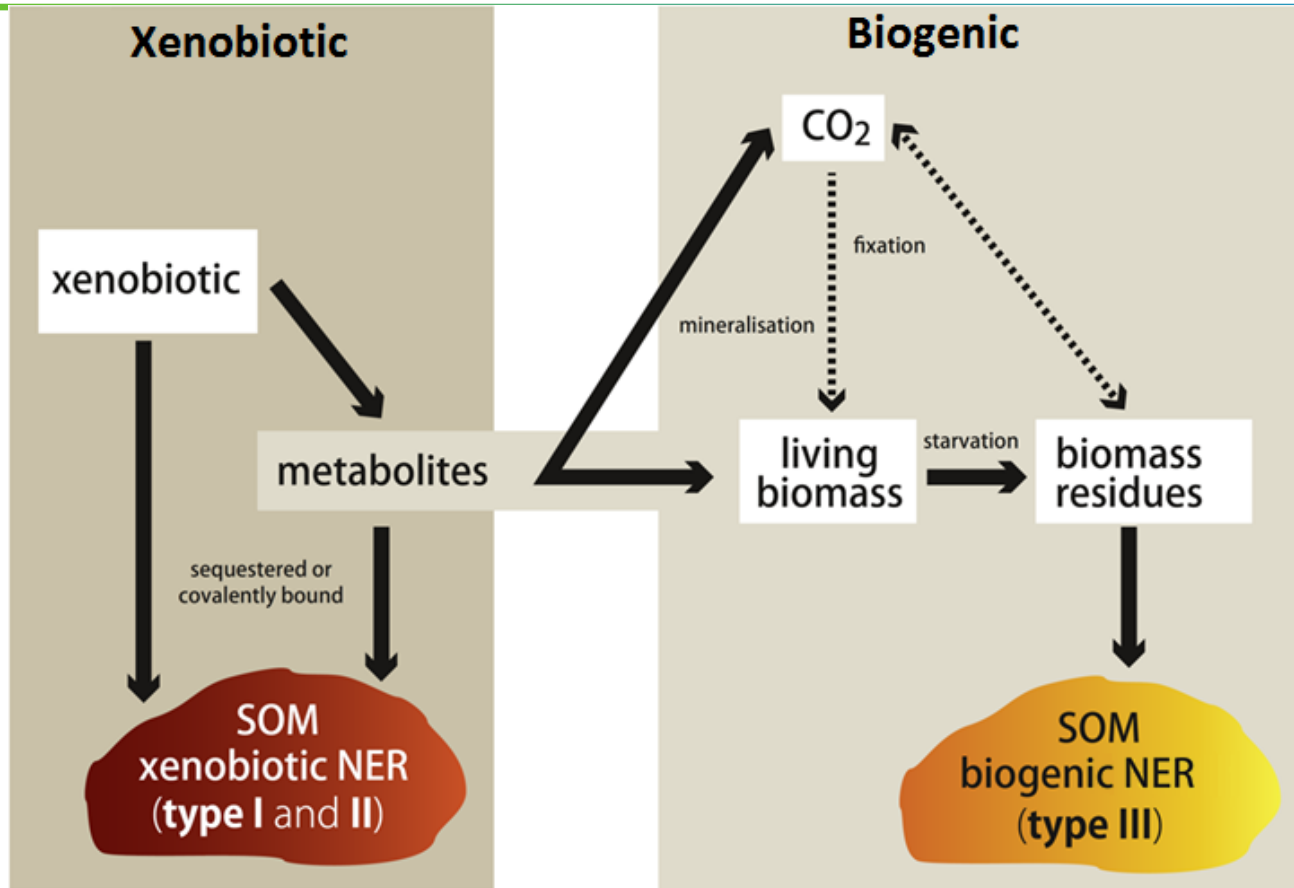 Xenobiotic
Biogenic
CO₂
fixation
xenobiotic
mineralisation
metabolites
living
biomass
starvation
biomass
residues
sequestered or
covalently bound
SOM
xenobiotic NER
(type I and II)
SOM
biogenic NER
(type III)